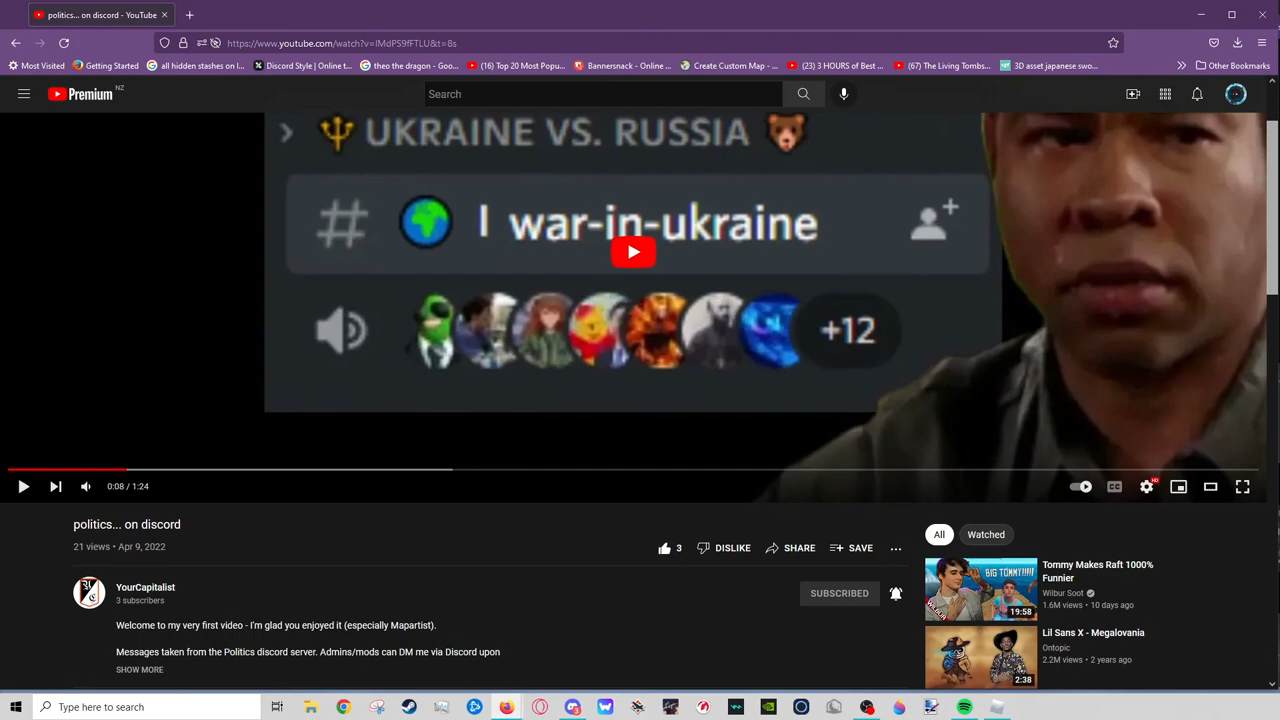 politics... on discord - YouTube
https://www.youtube.com/watch?v=lMdPS9fFTLU&t=8s
Most Visited
Getting Started
all hidden stashes on l...
Discord Style | Online t...
theo the dragon - Goo...
(16) Top 20 Most Popu...
Bannersnack - Online ...
Create Custom Map - ...
(23) 3 HOURS of Best ...
(67) The Living Tombs...
3D asset japanese swo...
Other Bookmarks
Premium NZ
Search
UKRAINE VS. RUSSIA
# | war-in-ukraine
+12
0:08 / 1:24
CC
HD
politics... on discord
21 views • Apr 9, 2022
3
DISLIKE
SHARE
SAVE
YourCapitalist
3 subscribers
SUBSCRIBED
Welcome to my very first video - I'm glad you enjoyed it (especially Mapartist).
Messages taken from the Politics discord server. Admins/mods can DM me via Discord upon
SHOW MORE
All
Watched
BIG TOMMY!!!!!
WILBUR
19:58
Tommy Makes Raft 1000%
Funnier
Wilbur Soot
1.6M views • 10 days ago
2:38
Lil Sans X - Megalovania
Ontopic
2.2M views • 2 years ago
Type here to search